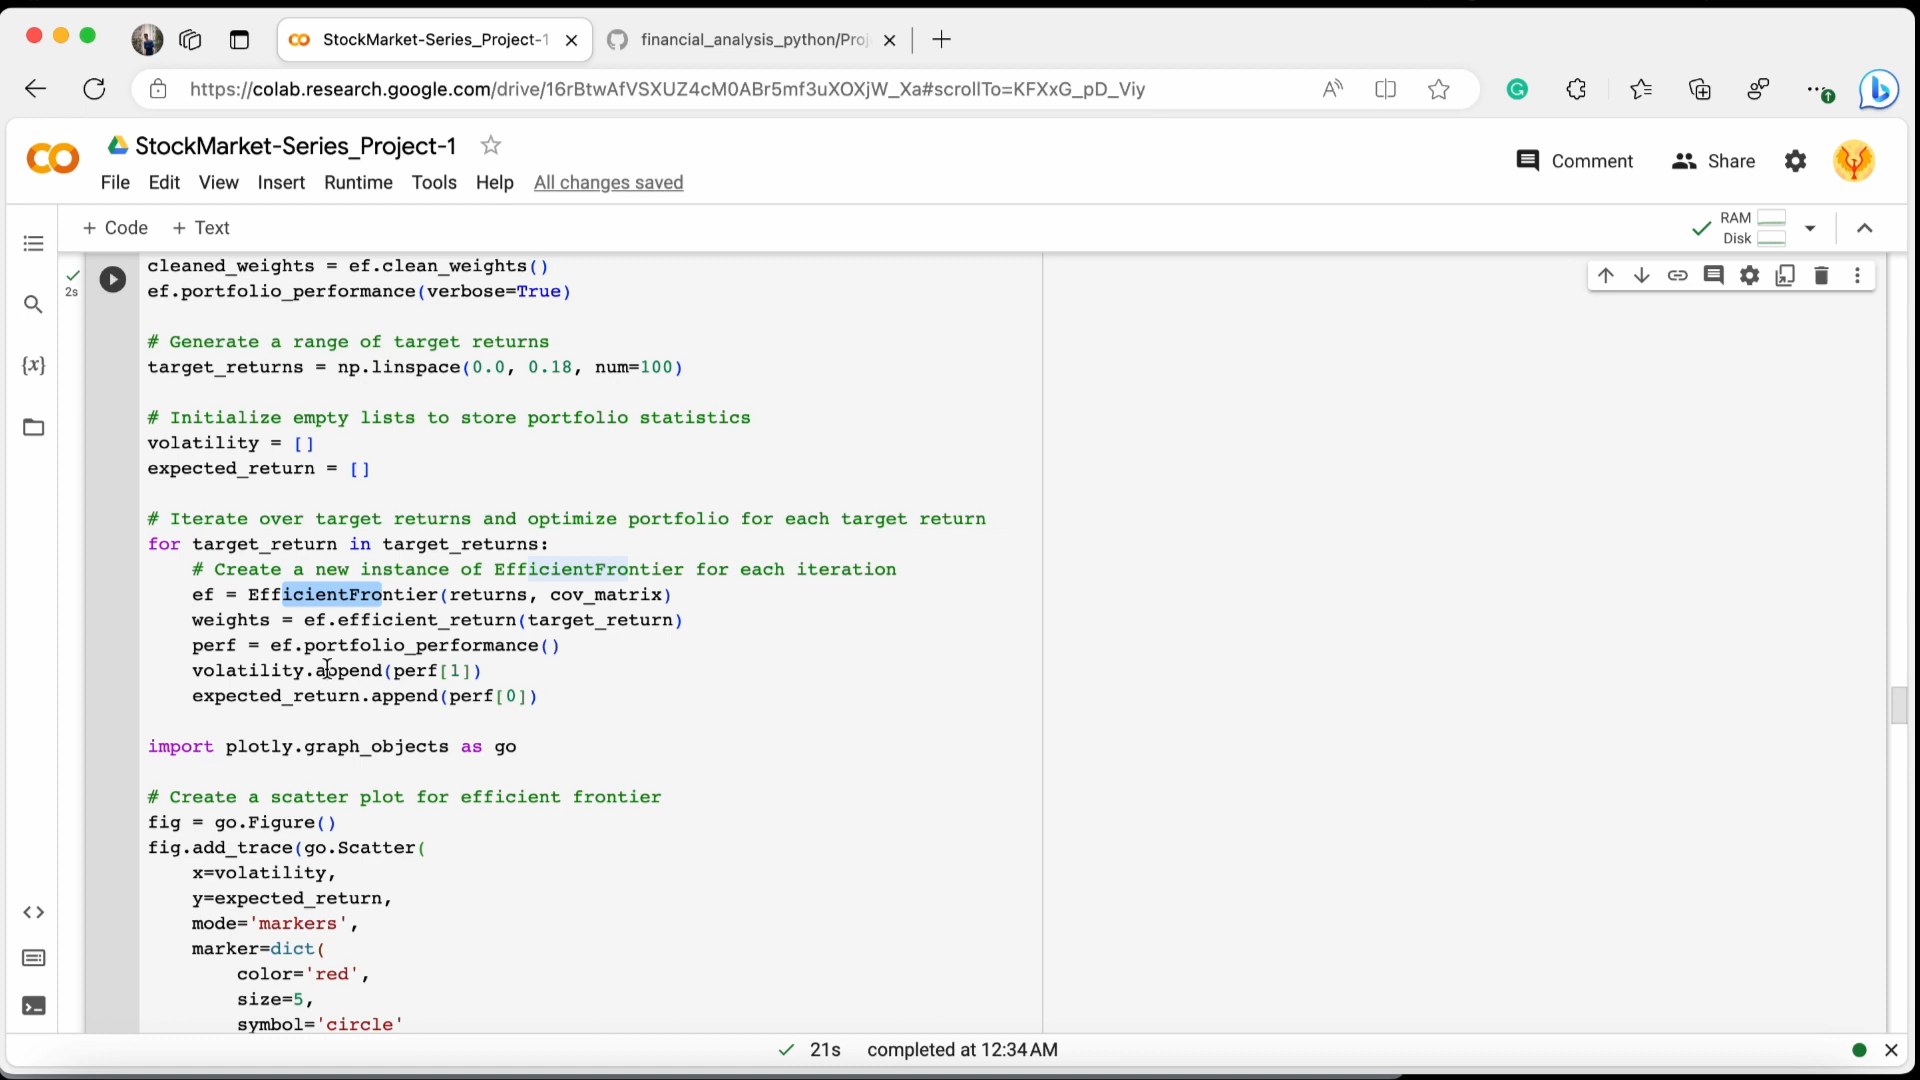 StockMarket-Series_Project-1
financial_analysis_python/Proj
https://colab.research.google.com/drive/16rBtwAfVSXUZ4cM0ABr5mf3uXOXjW_Xa#scrollTo=KFXxG_pD_Viy
StockMarket-Series_Project-1
Comment
Share
File Edit View Insert Runtime Tools Help All changes saved
+ Code + Text
RAM
Disk
2s
cleaned_weights = ef.clean_weights()
ef.portfolio_performance(verbose=True)
# Generate a range of target returns
target_returns = np.linspace(0.0, 0.18, num=100)
# Initialize empty lists to store portfolio statistics
volatility = []
expected_return = []
# Iterate over target returns and optimize portfolio for each target return
for target_return in target_returns:
# Create a new instance of EfficientFrontier for each iteration
ef = EfficientFrontier(returns, cov_matrix)
weights = ef.efficient_return(target_return)
perf = ef.portfolio_performance()
volatility.append(perf[1])
expected_return.append(perf[0])
import plotly.graph_objects as go
# Create a scatter plot for efficient frontier
fig = go.Figure()
fig.add_trace(go.Scatter(
x=volatility,
y=expected_return,
mode='markers',
marker=dict(
color='red',
size=5,
symbol='circle'
21s completed at 12:34 AM